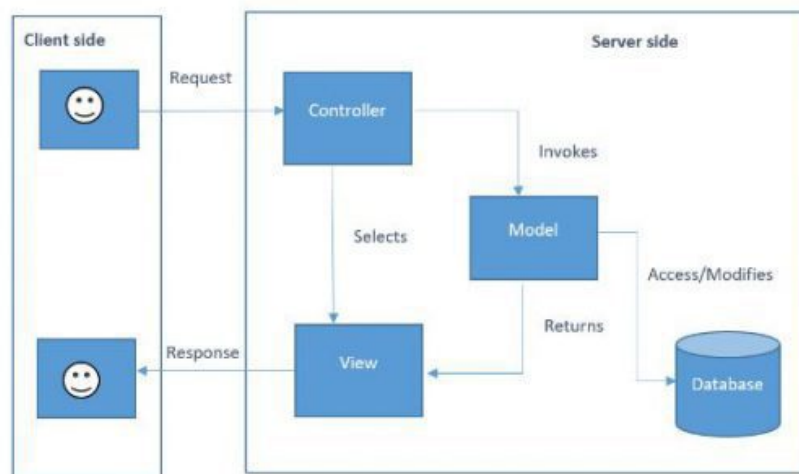 Client side
Server side
Request
Controller
Invokes
Selects
Model
Access/Modifies
Returns
Response
View
Database